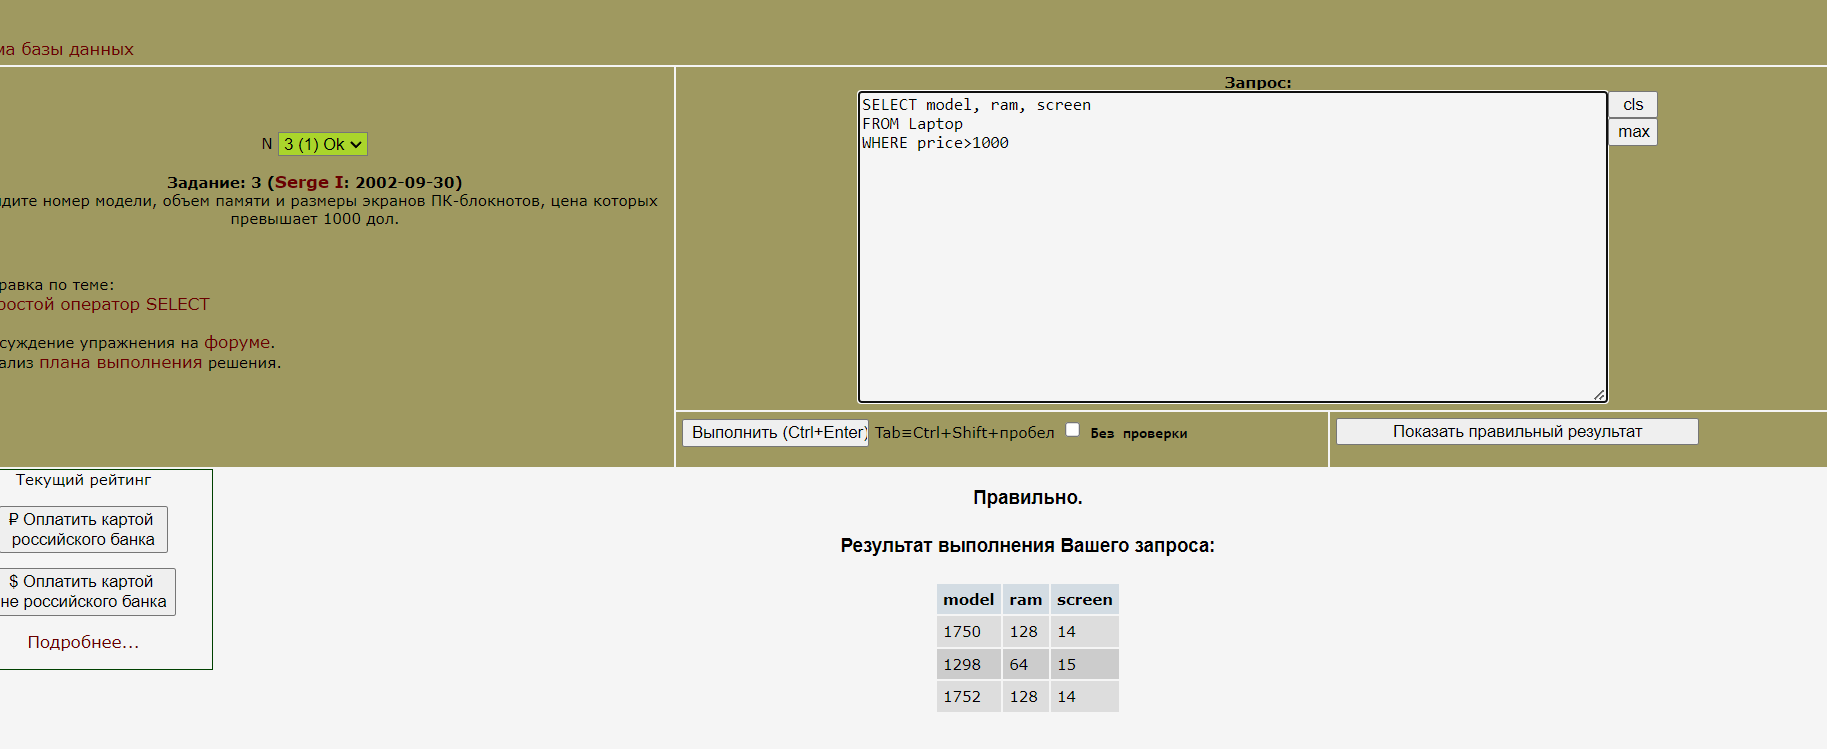 ма базы данных
N 3 (1) Ok
Задание: 3 (Serge I: 2002-09-30)
дите номер модели, объем памяти и размеры экранов ПК-блокнотов, цена которых
превышает 1000 дол.
равка по теме:
ростой оператор SELECT
суждение упражнения на форуме.
ализ плана выполнения решения.
Запрос:
SELECT model, ram, screen
FROM Laptop
WHERE price>1000
cls
max
Выполнить (Ctrl+Enter) Tab≡Ctrl+Shift+пробел Без проверки
Показать правильный результат
Текущий рейтинг
₽ Оплатить картой
российского банка
$ Оплатить картой
не российского банка
Подробнее...
Правильно.
Результат выполнения Вашего запроса:
model ram screen
1750 128 14
1298 64 15
1752 128 14